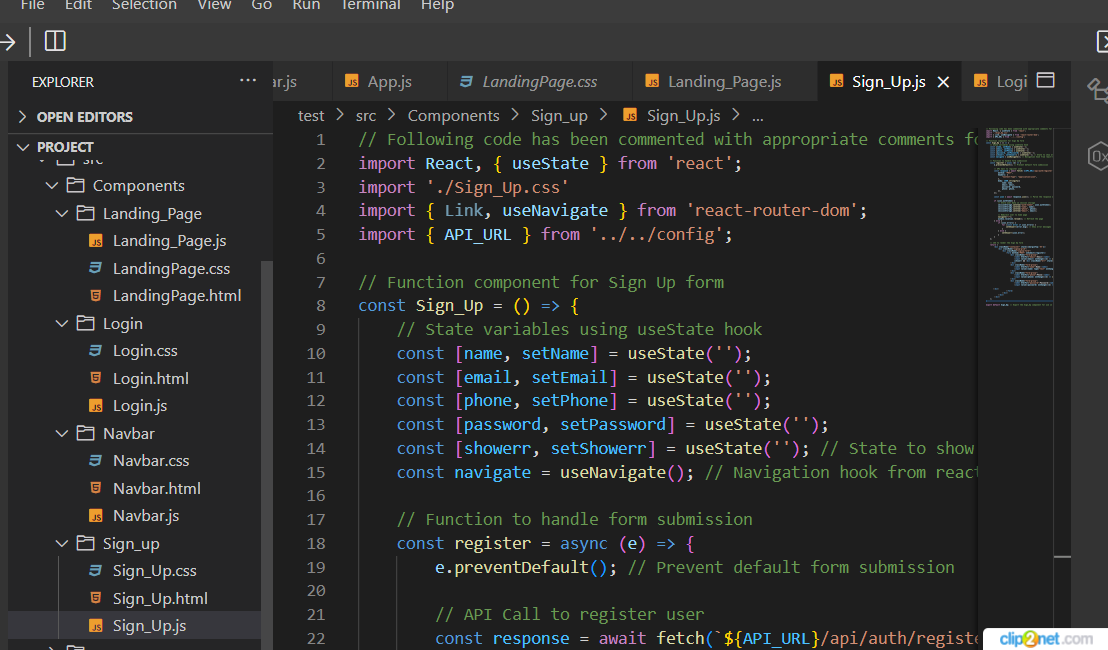 File Edit Selection View Go Run Terminal Help
EXPLORER ...
ar.js App.js LandingPage.css Landing_Page.js Sign_Up.js Logi
OPEN EDITORS
PROJECT
src
Components
Landing_Page
Landing_Page.js
LandingPage.css
LandingPage.html
Login
Login.css
Login.html
Login.js
Navbar
Navbar.css
Navbar.html
Navbar.js
Sign_up
Sign_Up.css
Sign_Up.html
Sign_Up.js
test > src > Components > Sign_up > Sign_Up.js > ...
1 // Following code has been commented with appropriate comments fo
2 import React, { useState } from 'react';
3 import './Sign_Up.css'
4 import { Link, useNavigate } from 'react-router-dom';
5 import { API_URL } from '../../config';
6
7 // Function component for Sign Up form
8 const Sign_Up = () => {
9 // State variables using useState hook
10 const [name, setName] = useState('');
11 const [email, setEmail] = useState('');
12 const [phone, setPhone] = useState('');
13 const [password, setPassword] = useState('');
14 const [showerr, setShowerr] = useState(''); // State to show
15 const navigate = useNavigate(); // Navigation hook from react
16
17 // Function to handle form submission
18 const register = async (e) => {
19 e.preventDefault(); // Prevent default form submission
20
21 // API Call to register user
22 const response = await fetch(`${API_URL}/api/auth/registe
clip2net.com